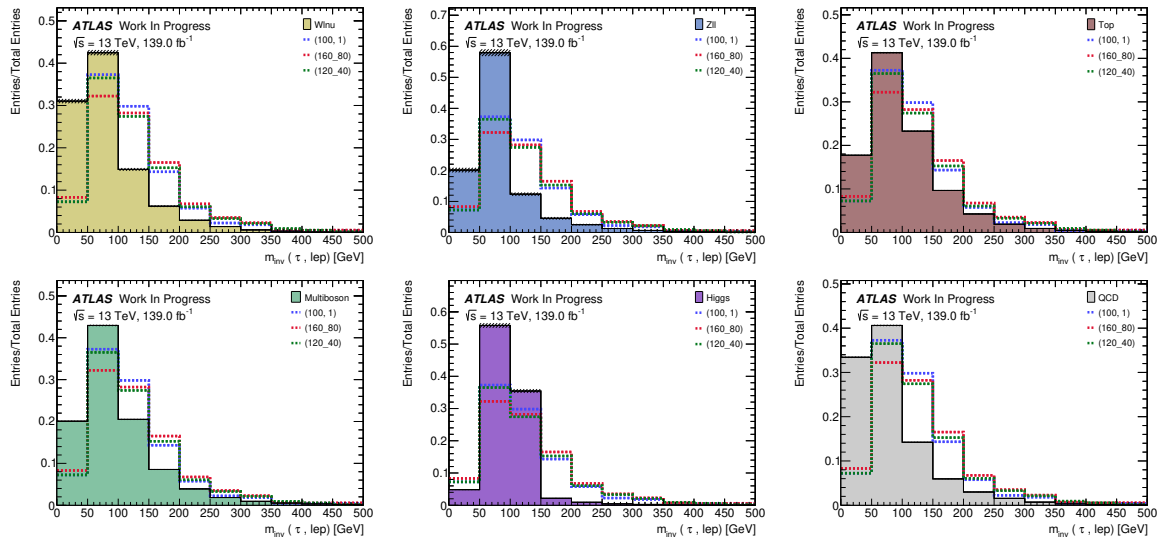 Entries/Total Entries
0.5
0.4
0.3
0.2
0.1
0
ATLAS Work In Progress
√s = 13 TeV, 139.0 fb⁻¹
Wlnu
(100, 1)
(160_80)
(120_40)
0 50 100 150 200 250 300 350 400 450 500
m_inv ( τ , lep) [GeV]
Entries/Total Entries
0.7
0.6
0.5
0.4
0.3
0.2
0.1
0
ATLAS Work In Progress
√s = 13 TeV, 139.0 fb⁻¹
Zll
(100, 1)
(160_80)
(120_40)
0 50 100 150 200 250 300 350 400 450 500
m_inv ( τ , lep) [GeV]
Entries/Total Entries
0.5
0.4
0.3
0.2
0.1
0
ATLAS Work In Progress
√s = 13 TeV, 139.0 fb⁻¹
Top
(100, 1)
(160_80)
(120_40)
0 50 100 150 200 250 300 350 400 450 500
m_inv ( τ , lep) [GeV]
Entries/Total Entries
0.5
0.4
0.3
0.2
0.1
0
ATLAS Work In Progress
√s = 13 TeV, 139.0 fb⁻¹
Multiboson
(100, 1)
(160_80)
(120_40)
0 50 100 150 200 250 300 350 400 450 500
m_inv ( τ , lep) [GeV]
Entries/Total Entries
0.7
0.6
0.5
0.4
0.3
0.2
0.1
0
ATLAS Work In Progress
√s = 13 TeV, 139.0 fb⁻¹
Higgs
(100, 1)
(160_80)
(120_40)
0 50 100 150 200 250 300 350 400 450 500
m_inv ( τ , lep) [GeV]
Entries/Total Entries
0.5
0.4
0.3
0.2
0.1
0
ATLAS Work In Progress
√s = 13 TeV, 139.0 fb⁻¹
QCD
(100, 1)
(160_80)
(120_40)
0 50 100 150 200 250 300 350 400 450 500
m_inv ( τ , lep) [GeV]